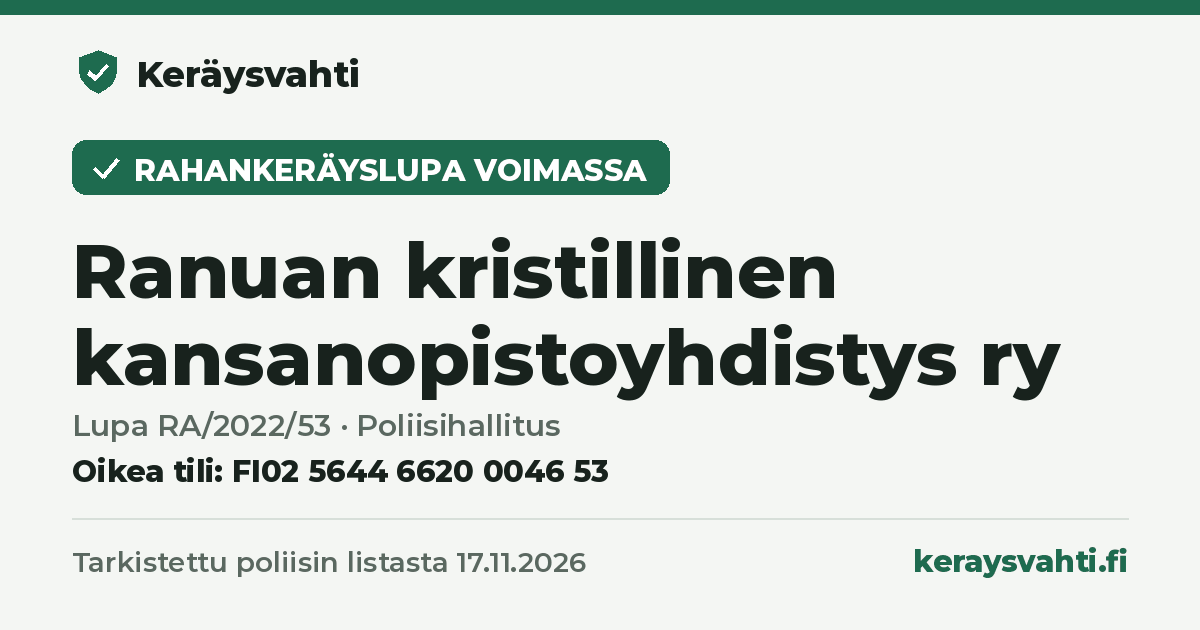 Keräysvahti
RAHANKERÄYSLUPA VOIMASSA
Ranuan kristillinen
kansanopistoyhdistys ry
Lupa RA/2022/53 · Poliisihallitus
Oikea tili: FI02 5644 6620 0046 53
Tarkistettu poliisin listasta 17.11.2026
keraysvahti.fi